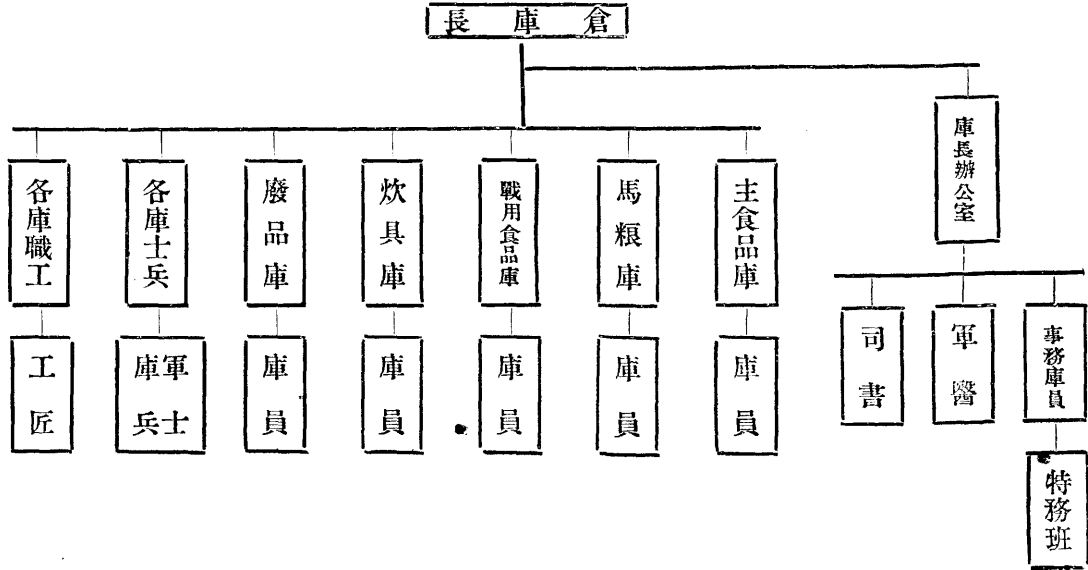 倉庫長
庫長辦公室
事務庫員
軍醫
司書
特務班
主食品庫
馬粮庫
戰用食品庫
炊具庫
廢品庫
各庫士兵
各庫職工
庫員
庫員
庫員
庫員
庫員
軍士
庫兵
工匠